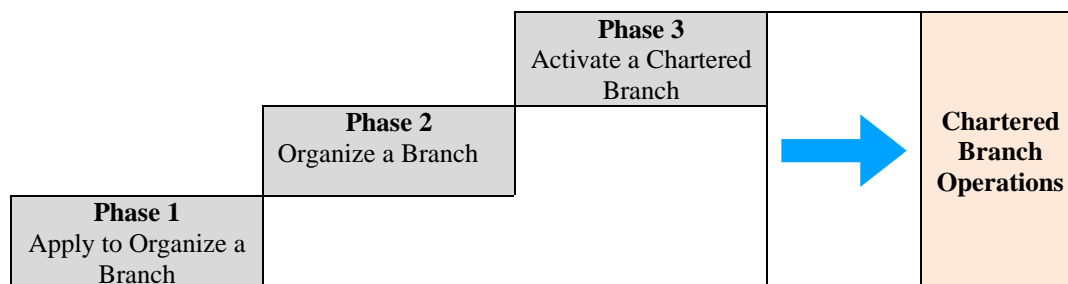 Phase 3
Activate a Chartered
Branch
Phase 2
Organize a Branch
Phase 1
Apply to Organize a
Branch
Chartered
Branch
Operations